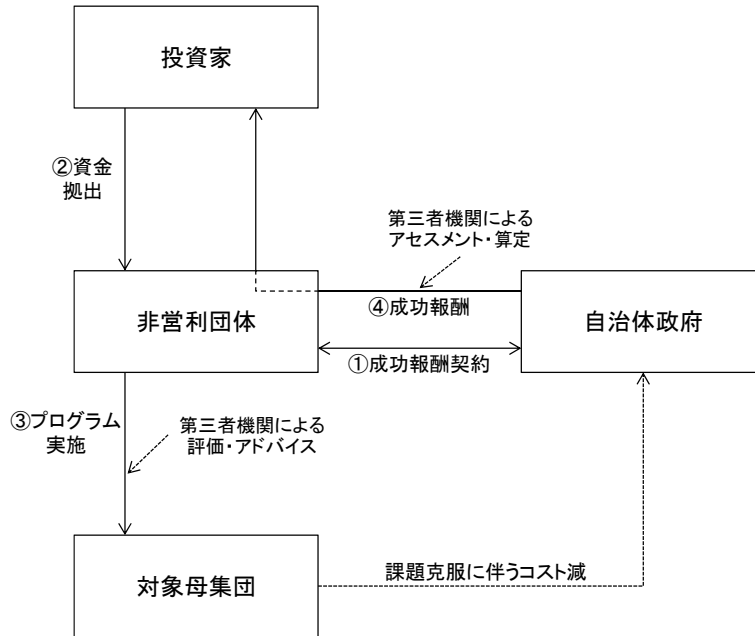 投資家
②資金
拠出
第三者機関による
アセスメント・算定
④成功報酬
非営利団体
自治体政府
①成功報酬契約
③プログラム
実施
第三者機関による
評価・アドバイス
対象母集団
課題克服に伴うコスト減